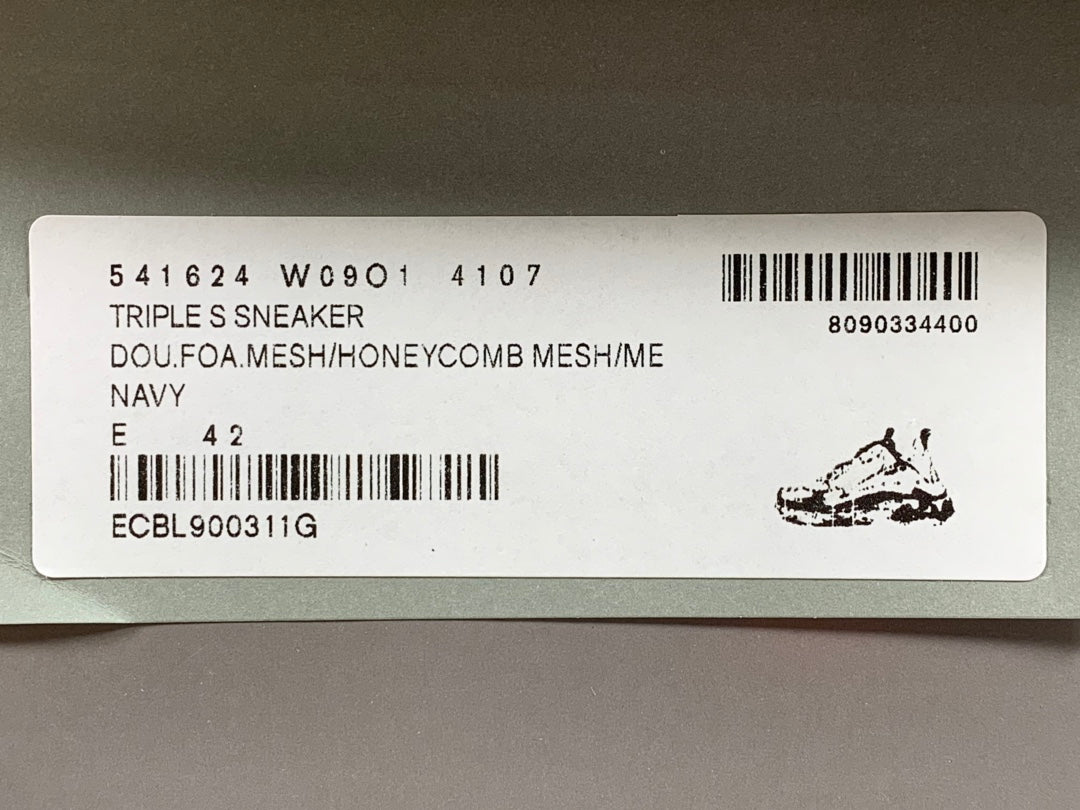 541624 W09O1 4107
TRIPLE S SNEAKER
DOU.FOA.MESH/HONEYCOMB MESH/ME
NAVY
E 42
ECBL900311G
8090334400